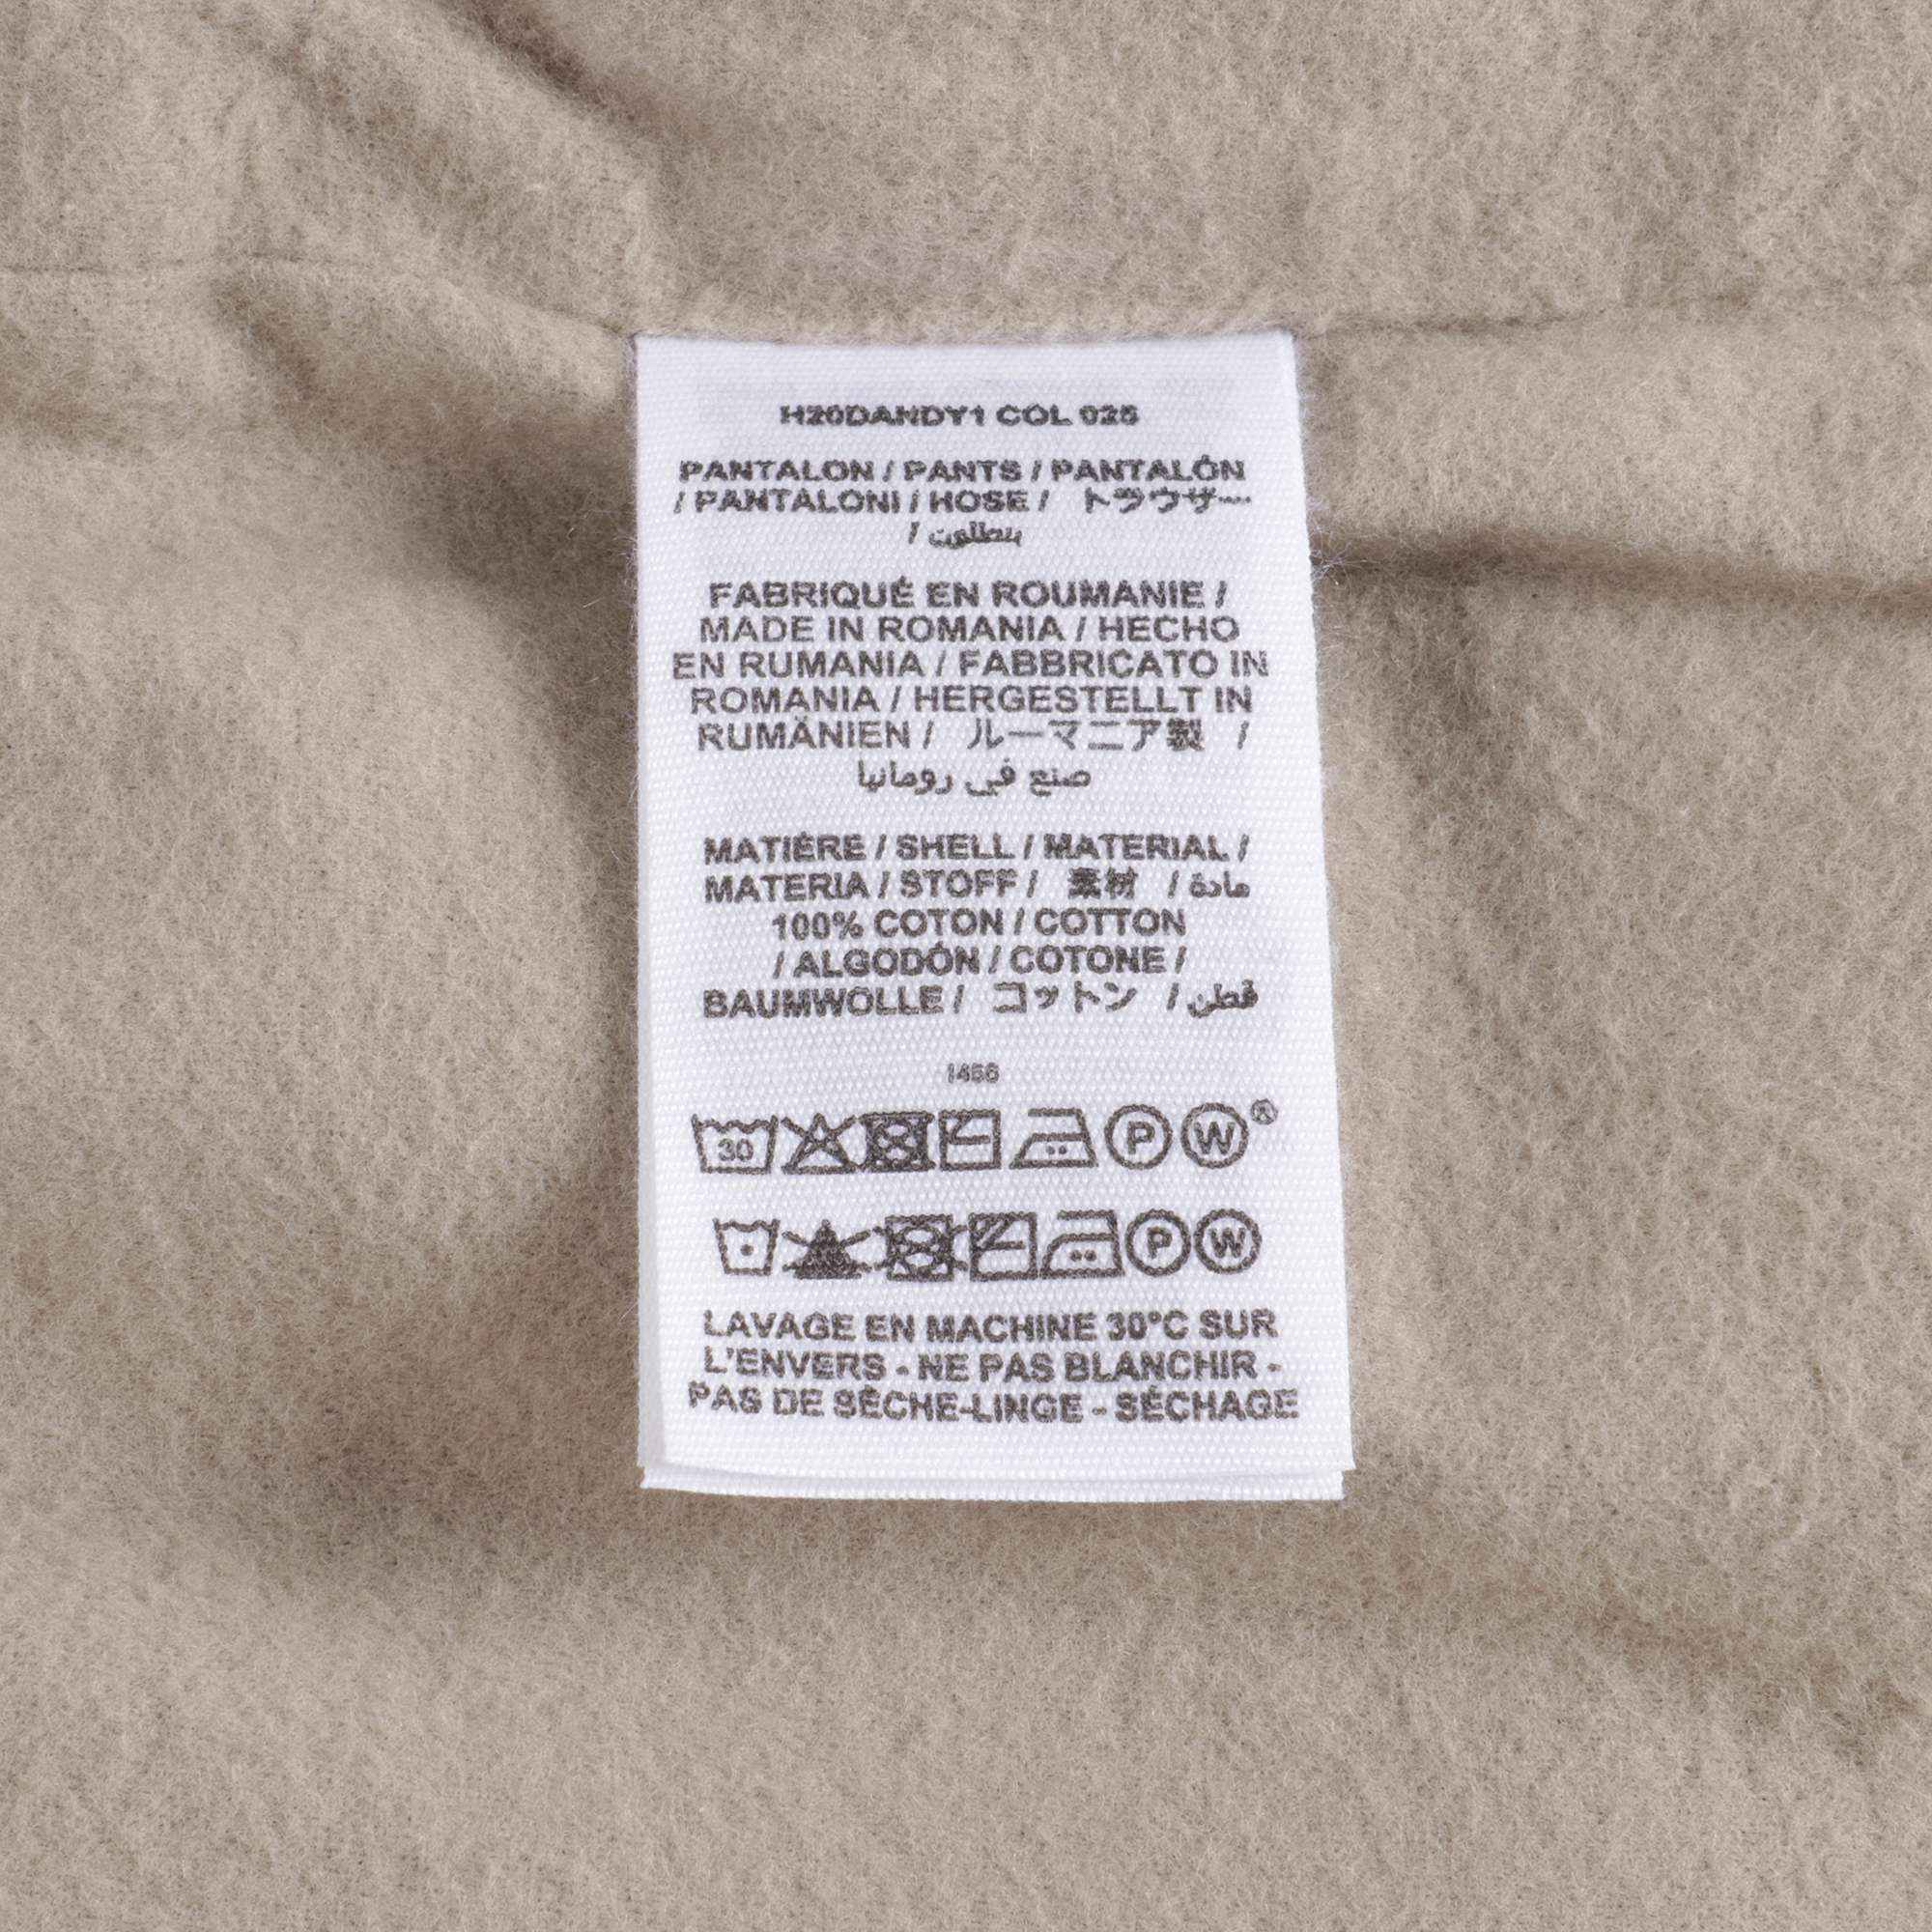 H20DANDY1 COL 025
PANTALON / PANTS / PANTALÓN
/ PANTALONI / HOSE / トラウザー
/ بنطلون
FABRIQUÉ EN ROUMANIE /
MADE IN ROMANIA / HECHO
EN RUMANIA / FABBRICATO IN
ROMANIA / HERGESTELLT IN
RUMÄNIEN / ルーマニア製 /
صنع في رومانيا
MATIÈRE / SHELL / MATERIAL /
MATERIA / STOFF / 素材 / مادة
100% COTON / COTTON
/ ALGODÓN / COTONE /
BAUMWOLLE / コットン / قطن
1456
30 P W®
P W
LAVAGE EN MACHINE 30°C SUR
L'ENVERS - NE PAS BLANCHIR -
PAS DE SÈCHE-LINGE - SÉCHAGE